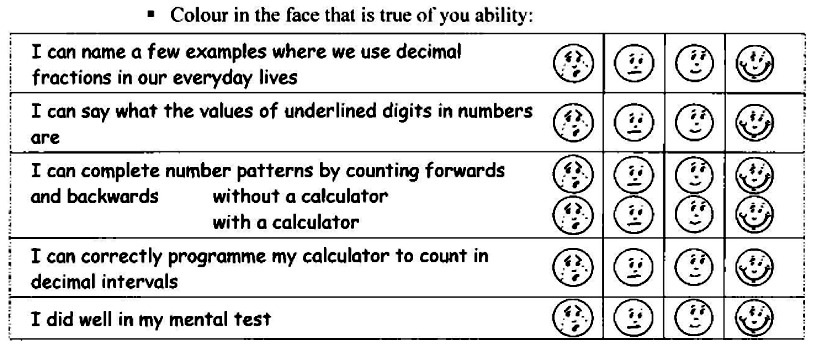 ▪ Colour in the face that is true of you ability:
I can name a few examples where we use decimal
fractions in our everyday lives
I can say what the values of underlined digits in numbers
are
I can complete number patterns by counting forwards
and backwards without a calculator
with a calculator
I can correctly programme my calculator to count in
decimal intervals
I did well in my mental test